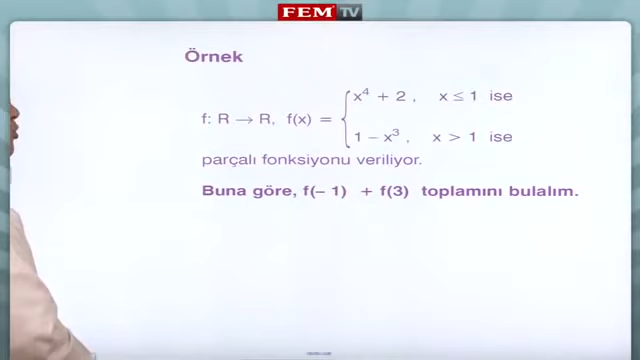 FEM TV
Örnek
f: R → R, f(x) = { x⁴ + 2 , x ≤ 1 ise
1 − x³ , x > 1 ise
parçalı fonksiyonu veriliyor.
Buna göre, f(− 1) + f(3) toplamını bulalım.